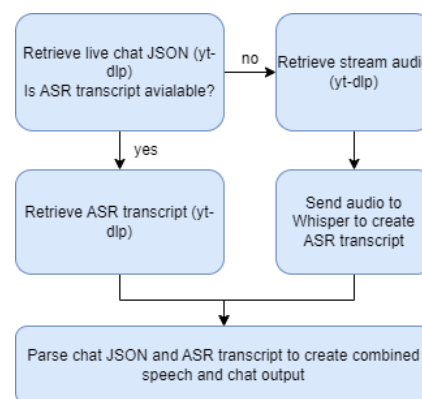 Retrieve live chat JSON (yt-
dlp)
Is ASR transcript avialable?
no
Retrieve stream audio
(yt-dlp)
yes
Retrieve ASR transcript (yt-
dlp)
Send audio to
Whisper to create
ASR transcript
Parse chat JSON and ASR transcript to create combined
speech and chat output